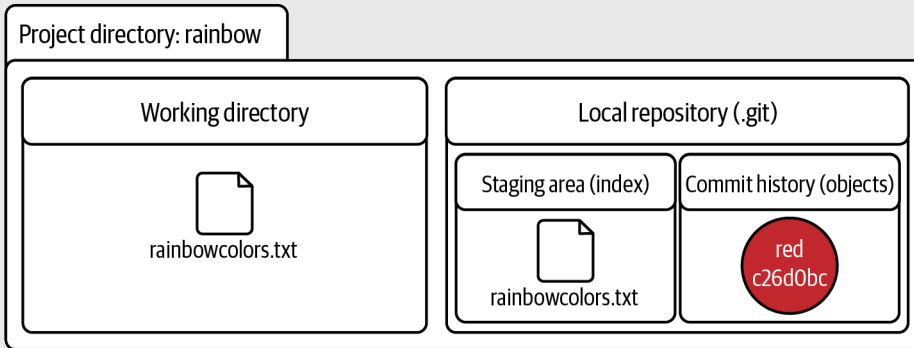 Project directory: rainbow
Working directory
rainbowcolors.txt
Local repository (.git)
Staging area (index)
rainbowcolors.txt
Commit history (objects)
red
c26d0bc